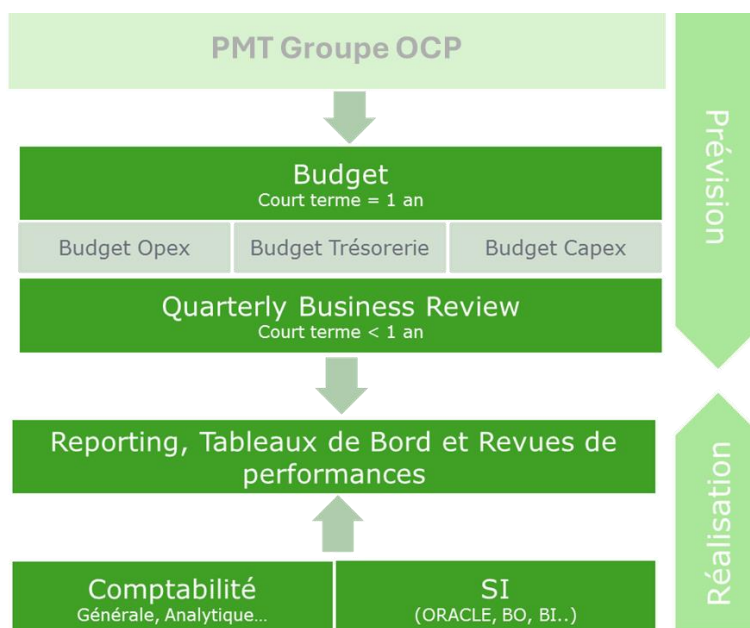 PMT Groupe OCP
Budget
Court terme = 1 an
Budget Opex
Budget Trésorerie
Budget Capex
Quarterly Business Review
Court terme < 1 an
Prévision
Reporting, Tableaux de Bord et Revues de
performances
Comptabilité
Générale, Analytique...
SI
(ORACLE, BO, BI..)
Réalisation